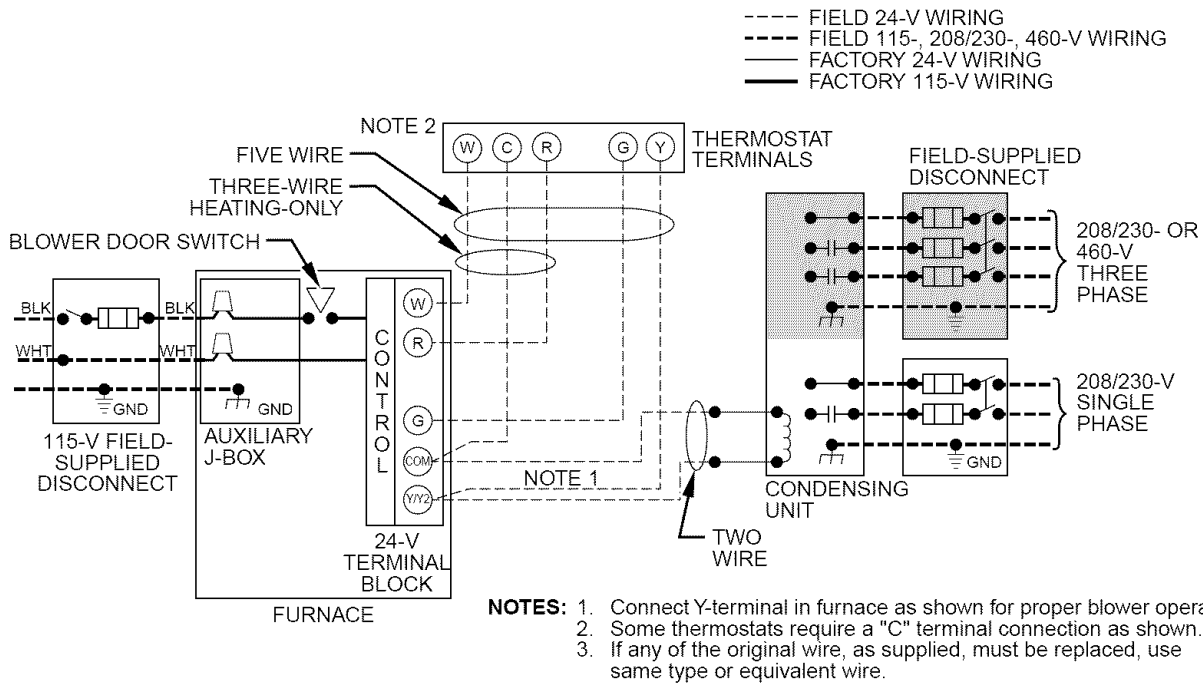 FIELD 24-V WIRING
FIELD 115-, 208/230-, 460-V WIRING
FACTORY 24-V WIRING
FACTORY 115-V WIRING
NOTE 2
W C R G Y
THERMOSTAT
TERMINALS
FIVE WIRE
THREE-WIRE
HEATING-ONLY
BLOWER DOOR SWITCH
FIELD-SUPPLIED
DISCONNECT
208/230- OR
460-V
THREE
PHASE
BLK
BLK
WHT
WHT
GND
GND
115-V FIELD-
SUPPLIED
DISCONNECT
AUXILIARY
J-BOX
CONTROL
W
R
G
COM
Y/Y2
24-V
TERMINAL
BLOCK
FURNACE
NOTE 1
TWO
WIRE
CONDENSING
UNIT
208/230-V
SINGLE
PHASE
GND
NOTES: 1. Connect Y-terminal in furnace as shown for proper blower
2. Some thermostats require a "C" terminal connection as shown.
3. If any of the original wire, as supplied, must be replaced, use
same type or equivalent wire.